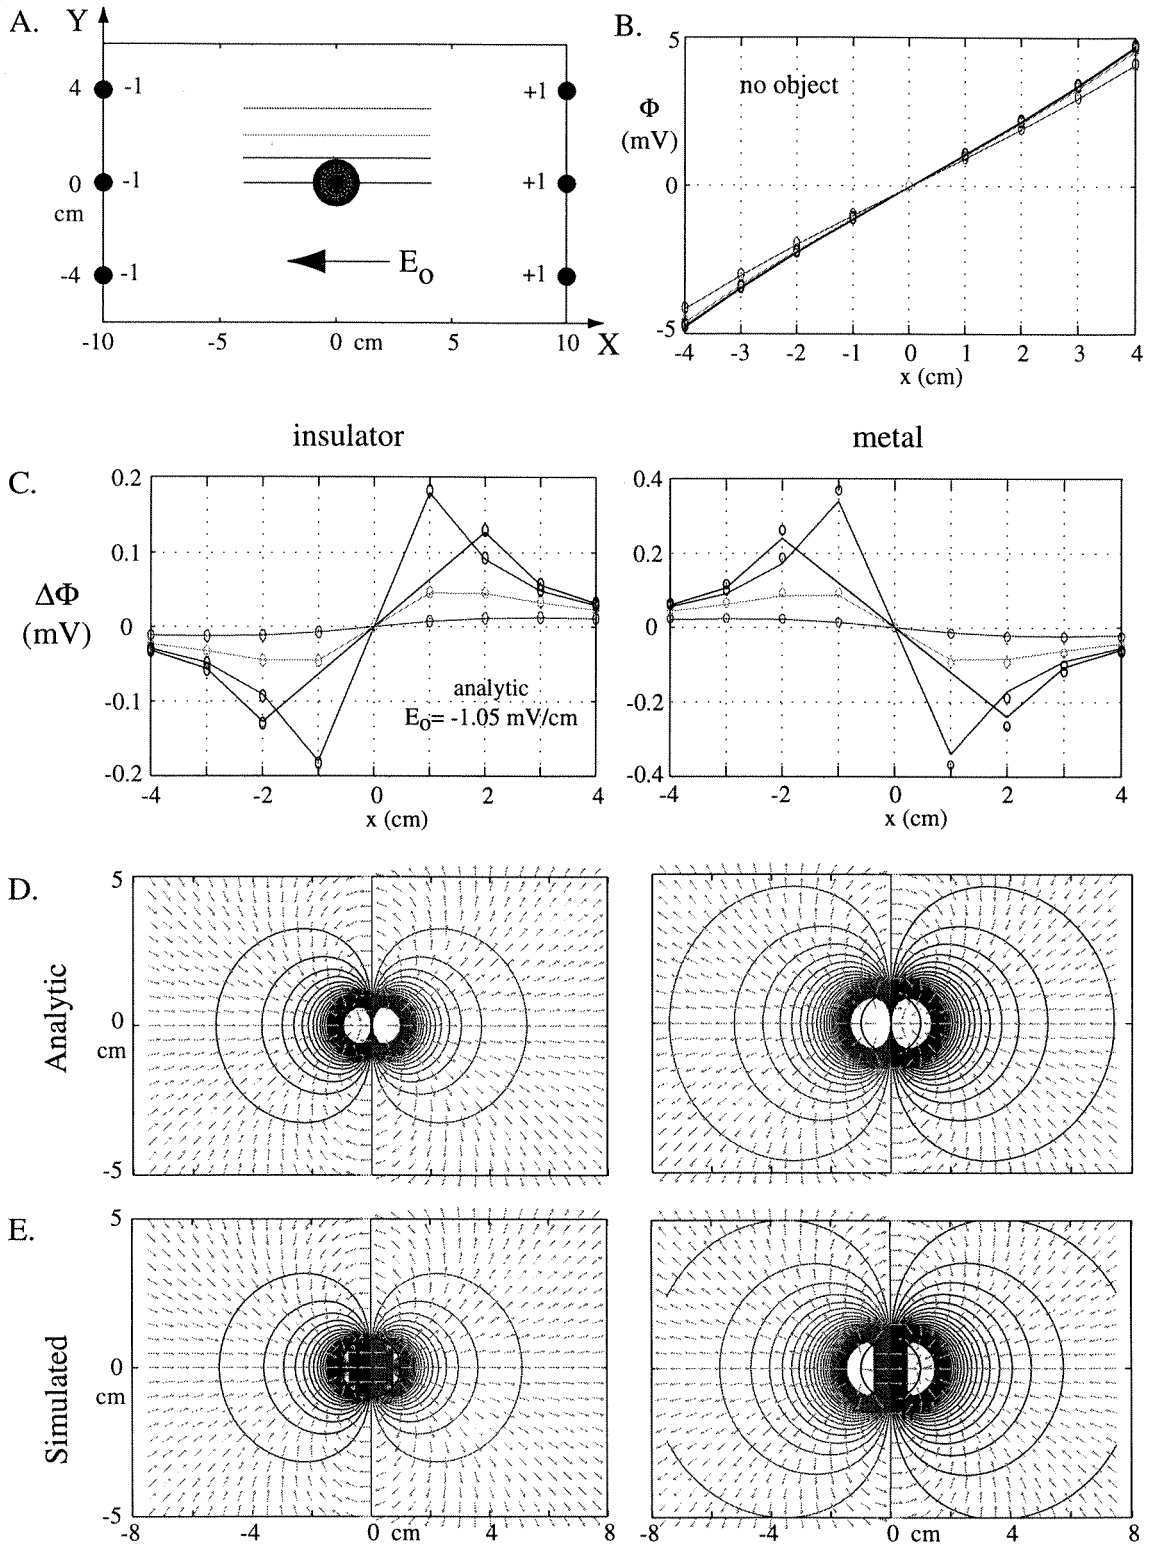 A.
Y
4
-1
+1
0
-1
+1
cm
E₀
-4
-1
+1
-10
-5
0 cm
5
10
X
B.
5
no object
Φ
(mV)
0
-5
-4
-3
-2
-1
0
1
2
3
4
x (cm)
insulator
metal
C.
0.2
0.1
ΔΦ
(mV)
0
-0.1
-0.2
analytic
E₀= -1.05 mV/cm
-4
-2
0
2
4
x (cm)
0.4
0.2
0
-0.2
-0.4
-4
-2
0
2
4
x (cm)
D.
Analytic
5
0
cm
-5
E.
Simulated
5
0
cm
-5
-8
-4
0 cm
4
8
-8
-4
0 cm
4
8